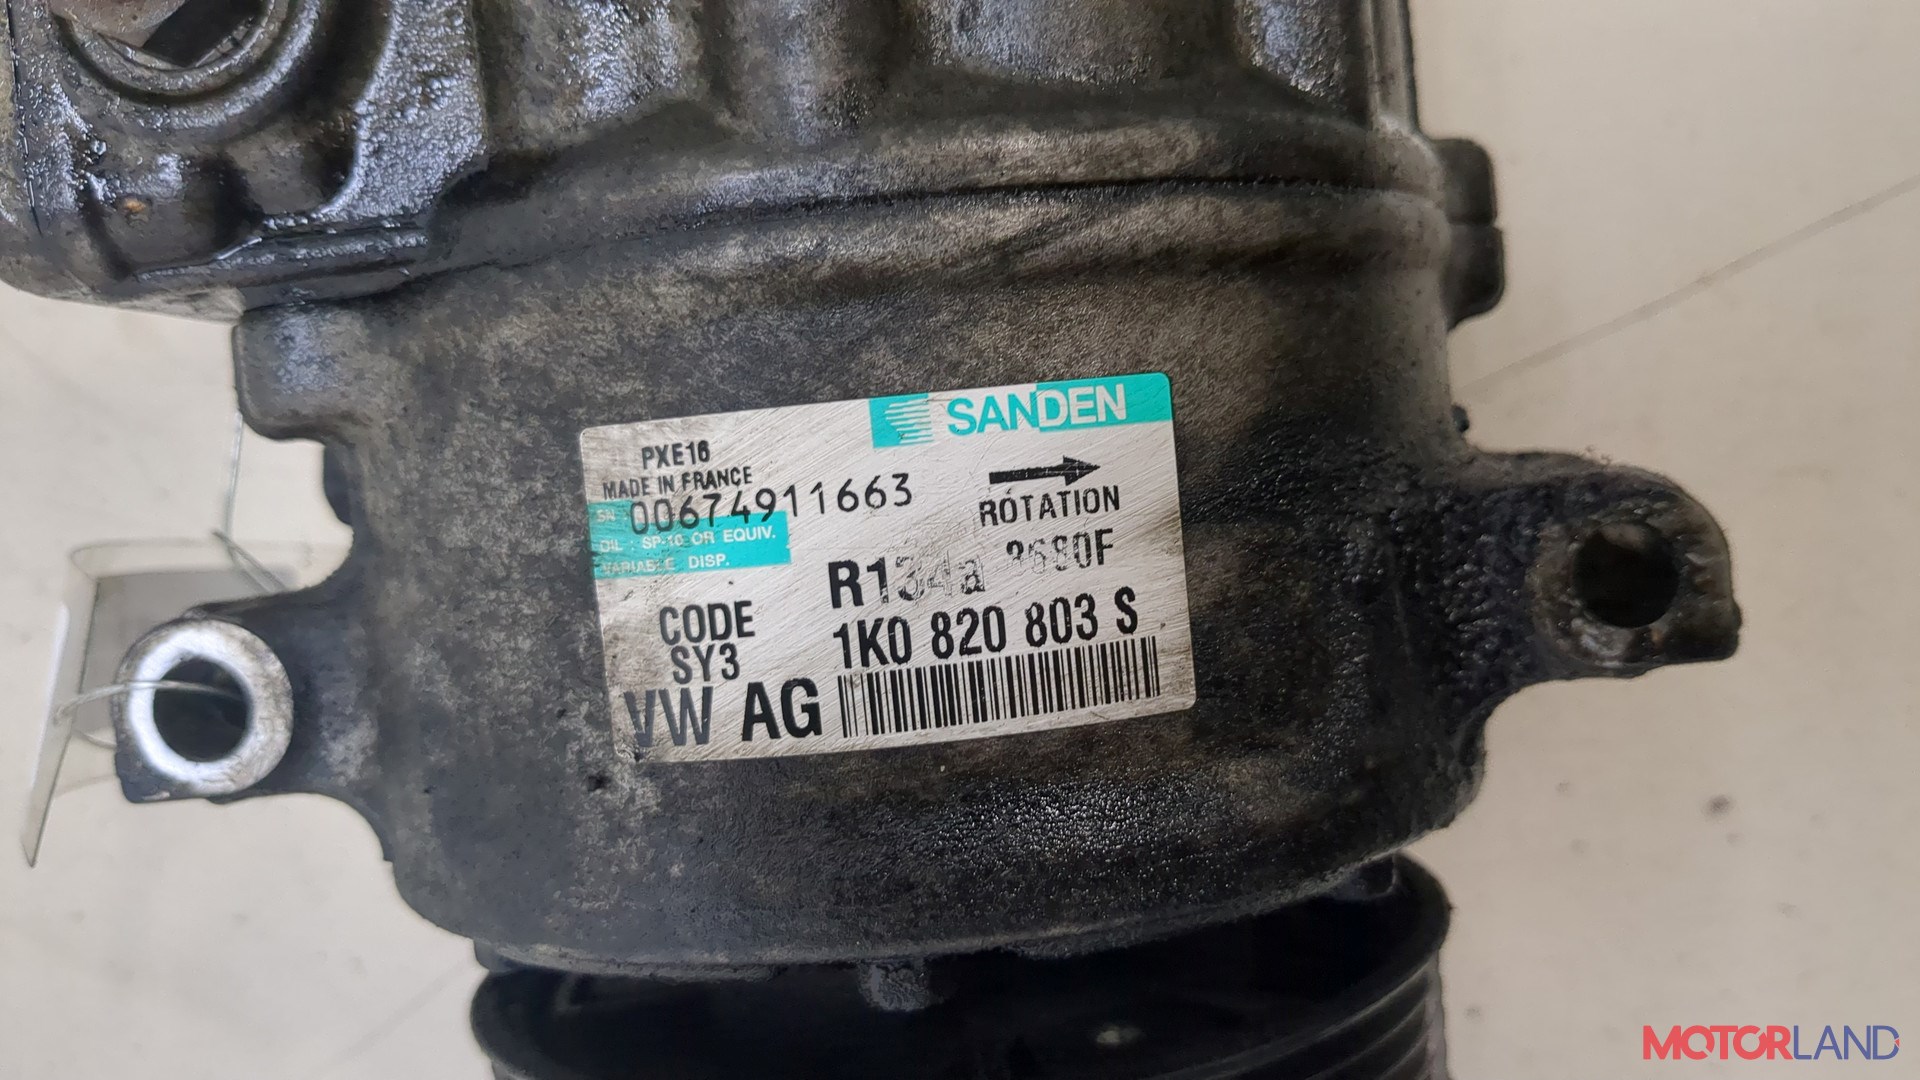 SANDEN
PXE16
MADE IN FRANCE
SN 00674911663
ROTATION
OIL : SP-10 OR EQUIV.
VARIABLE DISP.
R134a
CODE
SY3
1K0 820 803 S
VW AG
MOTORLAND